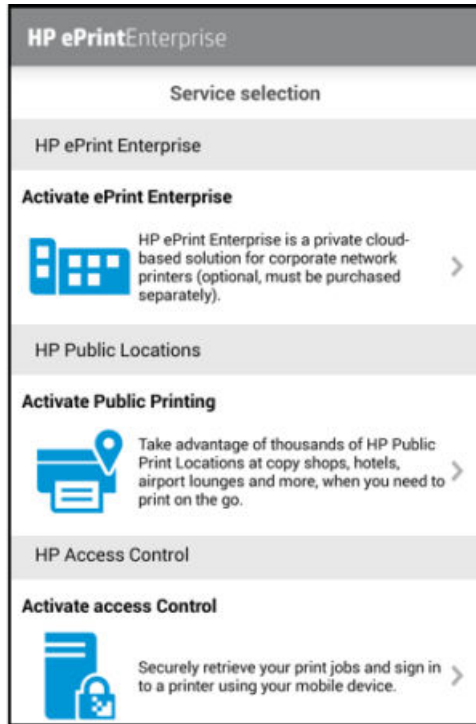 HP ePrintEnterprise
Service selection
HP ePrint Enterprise
Activate ePrint Enterprise
HP ePrint Enterprise is a private cloud-
based solution for corporate network
printers (optional, must be purchased
separately).
HP Public Locations
Activate Public Printing
Take advantage of thousands of HP Public
Print Locations at copy shops, hotels,
airport lounges and more, when you need to
print on the go.
HP Access Control
Activate access Control
Securely retrieve your print jobs and sign in
to a printer using your mobile device.